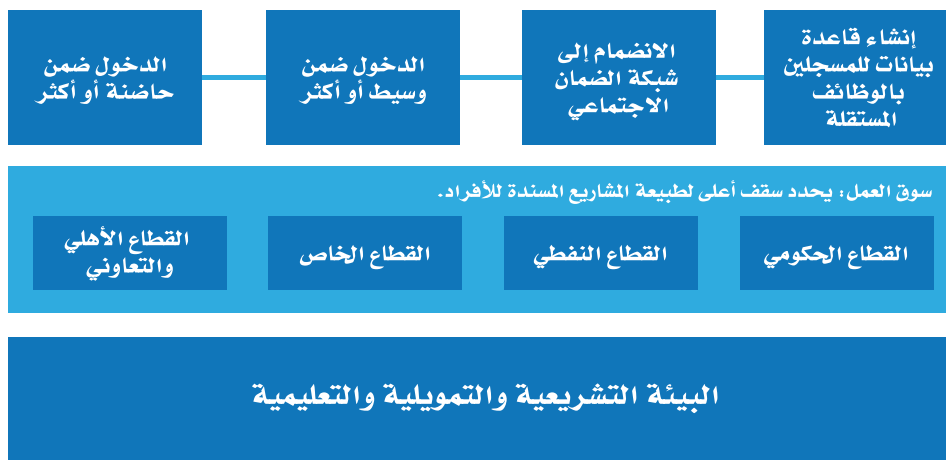 إنشاء قاعدة
بيانات للمسجلين
بالوظائف
المستقلة
الانضمام إلى
شبكة الضمان
الاجتماعي
الدخول ضمن
وسيط أو أكثر
الدخول ضمن
حاضنة أو أكثر
سوق العمل: يحدد سقف أعلى لطبيعة المشاريع المسندة للأفراد.
القطاع الحكومي
القطاع النفطي
القطاع الخاص
القطاع الأهلي
والتعاوني
البيئة التشريعية والتمويلية والتعليمية